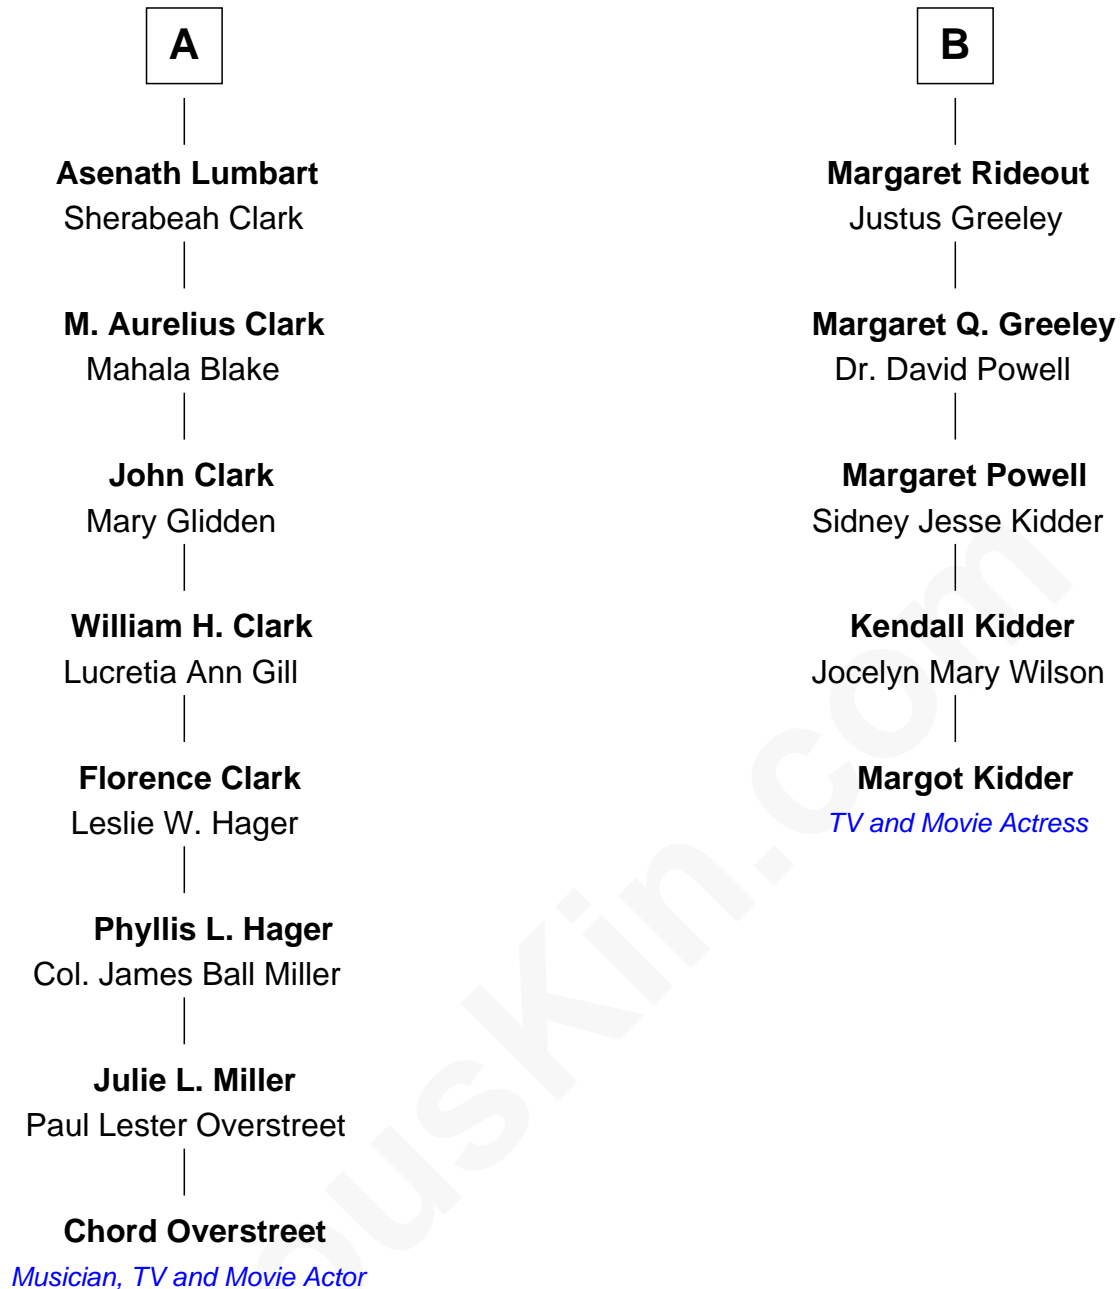 A
Asenath Lumbart
Sherabeah Clark
M. Aurelius Clark
Mahala Blake
John Clark
Mary Glidden
William H. Clark
Lucretia Ann Gill
Florence Clark
Leslie W. Hager
Phyllis L. Hager
Col. James Ball Miller
Julie L. Miller
Paul Lester Overstreet
Chord Overstreet
Musician, TV and Movie Actor
B
Margaret Rideout
Justus Greeley
Margaret Q. Greeley
Dr. David Powell
Margaret Powell
Sidney Jesse Kidder
Kendall Kidder
Jocelyn Mary Wilson
Margot Kidder
TV and Movie Actress
ousKin.com